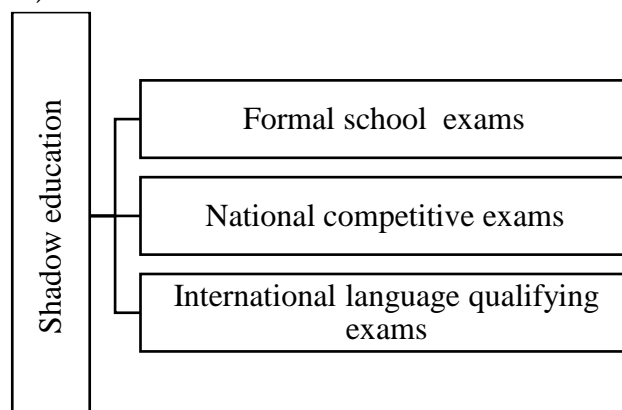 Shadow education
Formal school exams
National competitive exams
International language qualifying
exams